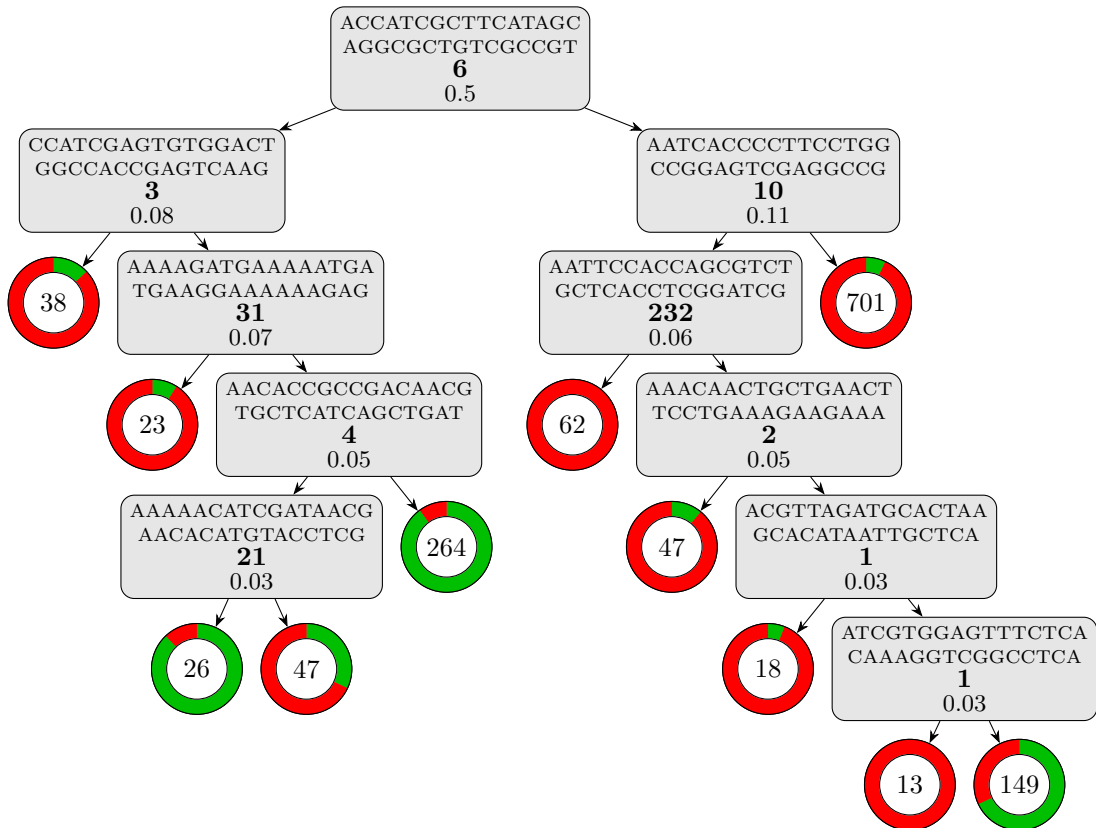 ACCATCGCTTCATAGC
AGGCGCTGTCGCCGT
6
0.5
CCATCGAGTGTGGACT
GGCCACCGAGTCAAG
3
0.08
AATCACCCCTTCCTGG
CCGGAGTCGAGGCCG
10
0.11
38
AAAAGATGAAAAATGA
TGAAGGAAAAAAGAG
31
0.07
AATTCCACCAGCGTCT
GCTCACCTCGGATCG
232
0.06
701
23
AACACCGCCGACAACG
TGCTCATCAGCTGAT
4
0.05
62
AAACAACTGCTGAACT
TCCTGAAAGAAGAAA
2
0.05
AAAAACATCGATAACG
AACACATGTACCTCG
21
0.03
264
47
ACGTTAGATGCACTAA
GCACATAATTGCTCA
1
0.03
26
47
18
ATCGTGGAGTTTCTCA
CAAAGGTCGGCCTCA
1
0.03
13
149